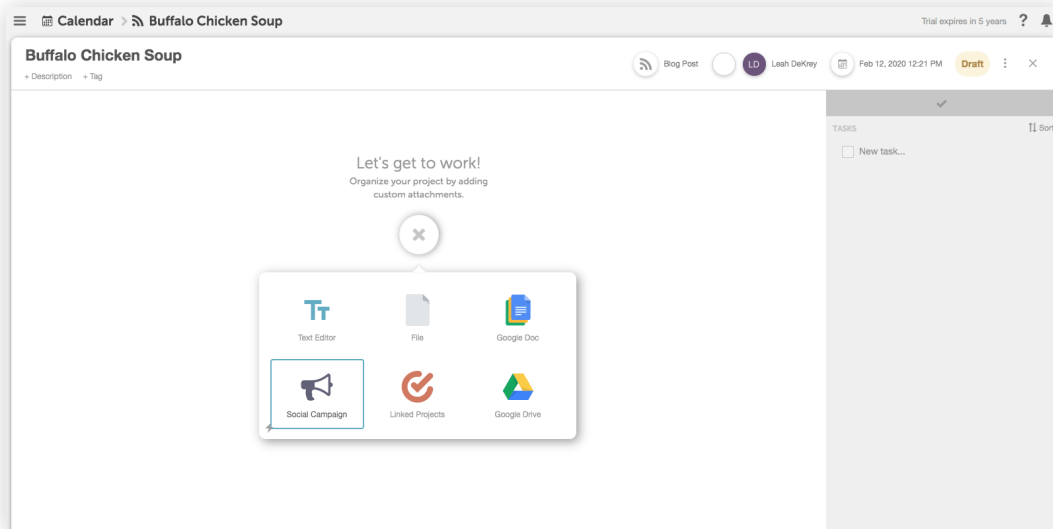 Calendar > Buffalo Chicken Soup
Trial expires in 5 years ?
Buffalo Chicken Soup
+ Description + Tag
Blog Post
LD Leah DeKrey
Feb 12, 2020 12:21 PM
Draft
TASKS
Sort
New task...
Let's get to work!
Organize your project by adding
custom attachments.
Tт
Text Editor
File
Google Doc
Social Campaign
Linked Projects
Google Drive